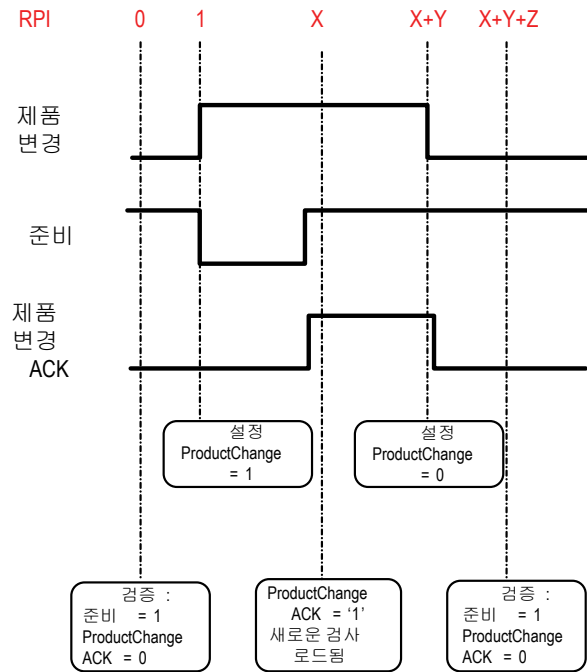 RPI 0 1 X X+Y X+Y+Z
제품
변경
준비
제품
변경
ACK
설정
ProductChange
= 1
설정
ProductChange
= 0
검증 :
준비 = 1
ProductChange
ACK = 0
ProductChange
ACK = ‘1’
새로운 검사
로드됨
검증 :
준비 = 1
ProductChange
ACK = 0